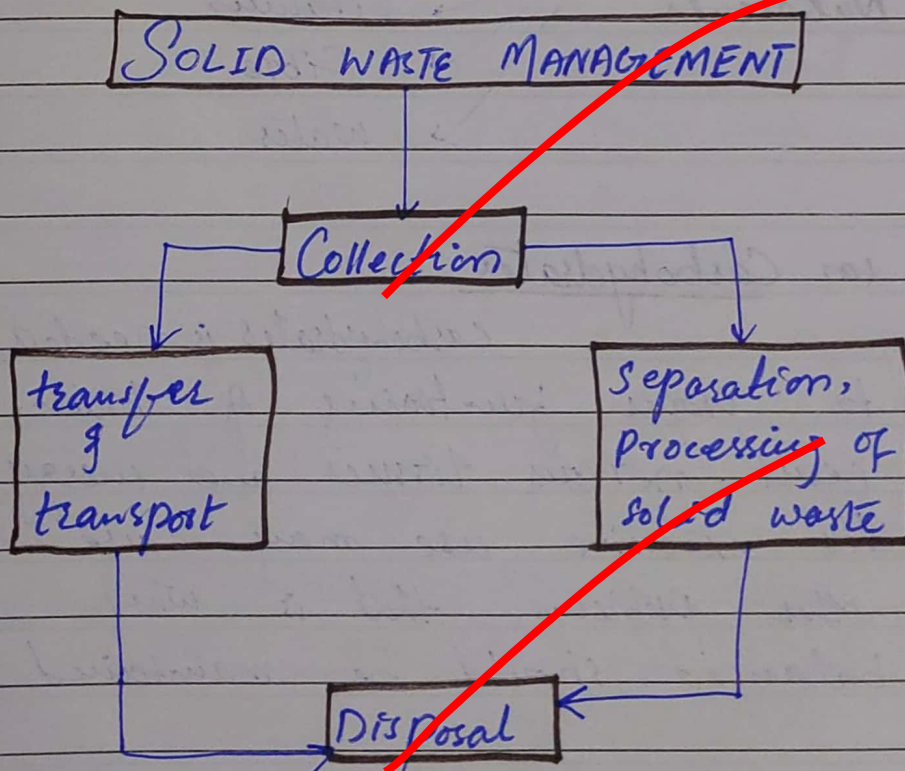 SOLID WASTE MANAGEMENT
Collection
transfer
&
transport
Separation,
Processing of
solid waste
Disposal